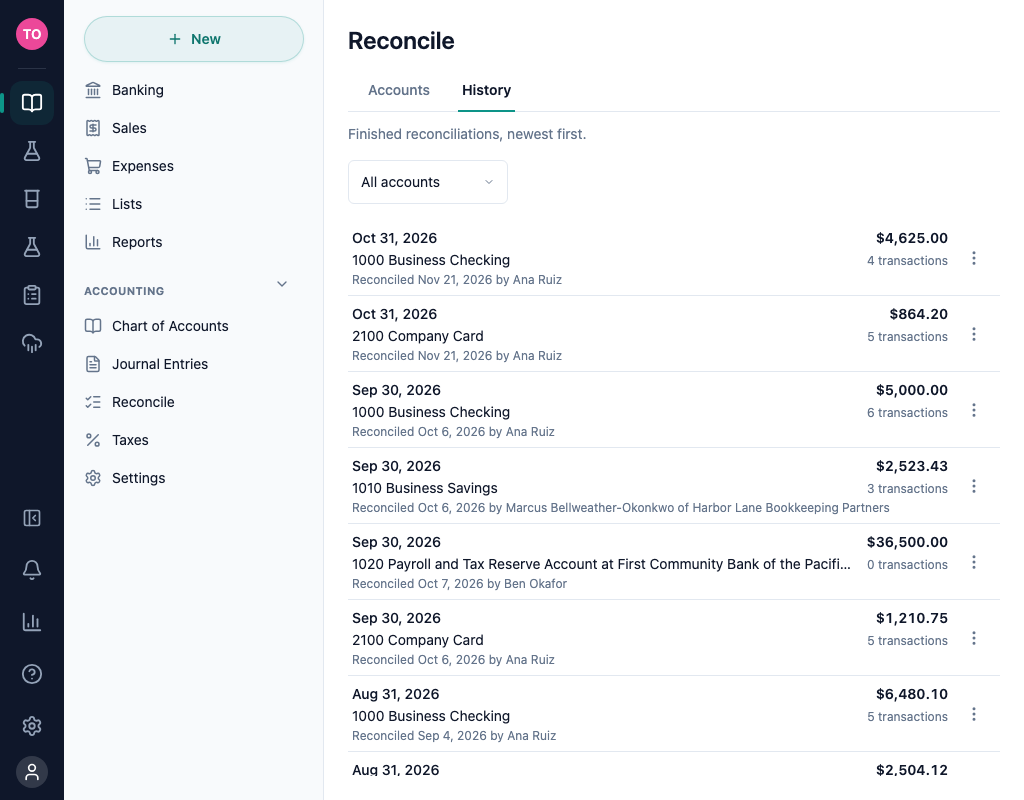 TO
New
Banking
Sales
Expenses
Lists
Reports
ACCOUNTING
Chart of Accounts
Journal Entries
Reconcile
Taxes
Settings
Reconcile
Accounts
History
Finished reconciliations, newest first.
All accounts
Oct 31, 2026
$4,625.00
1000 Business Checking
4 transactions
Reconciled Nov 21, 2026 by Ana Ruiz
Oct 31, 2026
$864.20
2100 Company Card
5 transactions
Reconciled Nov 21, 2026 by Ana Ruiz
Sep 30, 2026
$5,000.00
1000 Business Checking
6 transactions
Reconciled Oct 6, 2026 by Ana Ruiz
Sep 30, 2026
$2,523.43
1010 Business Savings
3 transactions
Reconciled Oct 6, 2026 by Marcus Bellweather-Okonkwo of Harbor Lane Bookkeeping Partners
Sep 30, 2026
$36,500.00
1020 Payroll and Tax Reserve Account at First Community Bank of the Pacifi...
0 transactions
Reconciled Oct 7, 2026 by Ben Okafor
Sep 30, 2026
$1,210.75
2100 Company Card
5 transactions
Reconciled Oct 6, 2026 by Ana Ruiz
Aug 31, 2026
$6,480.10
1000 Business Checking
5 transactions
Reconciled Sep 4, 2026 by Ana Ruiz
Aug 31, 2026
$2,504.12